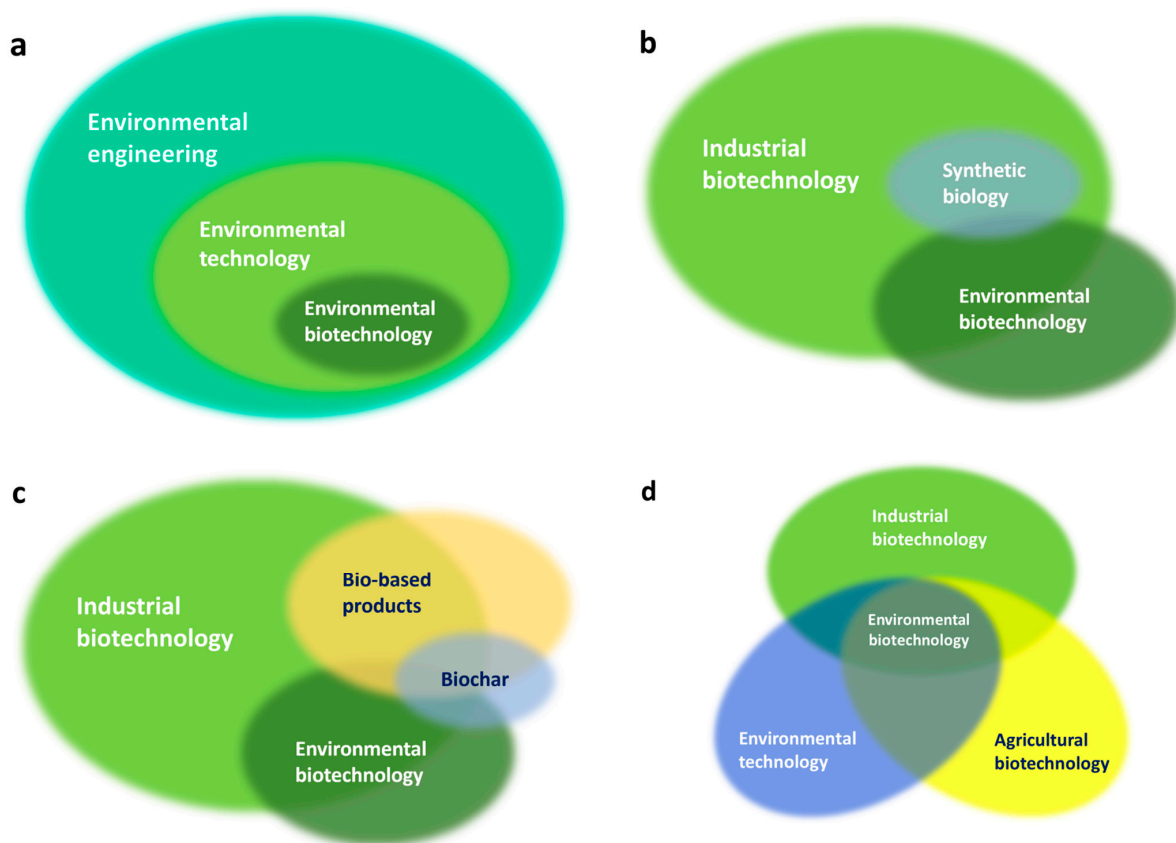 a
Environmental
engineering
Environmental
technology
Environmental
biotechnology
b
Industrial
biotechnology
Synthetic
biology
Environmental
biotechnology
c
Industrial
biotechnology
Bio-based
products
Biochar
Environmental
biotechnology
d
Industrial
biotechnology
Environmental
biotechnology
Environmental
technology
Agricultural
biotechnology